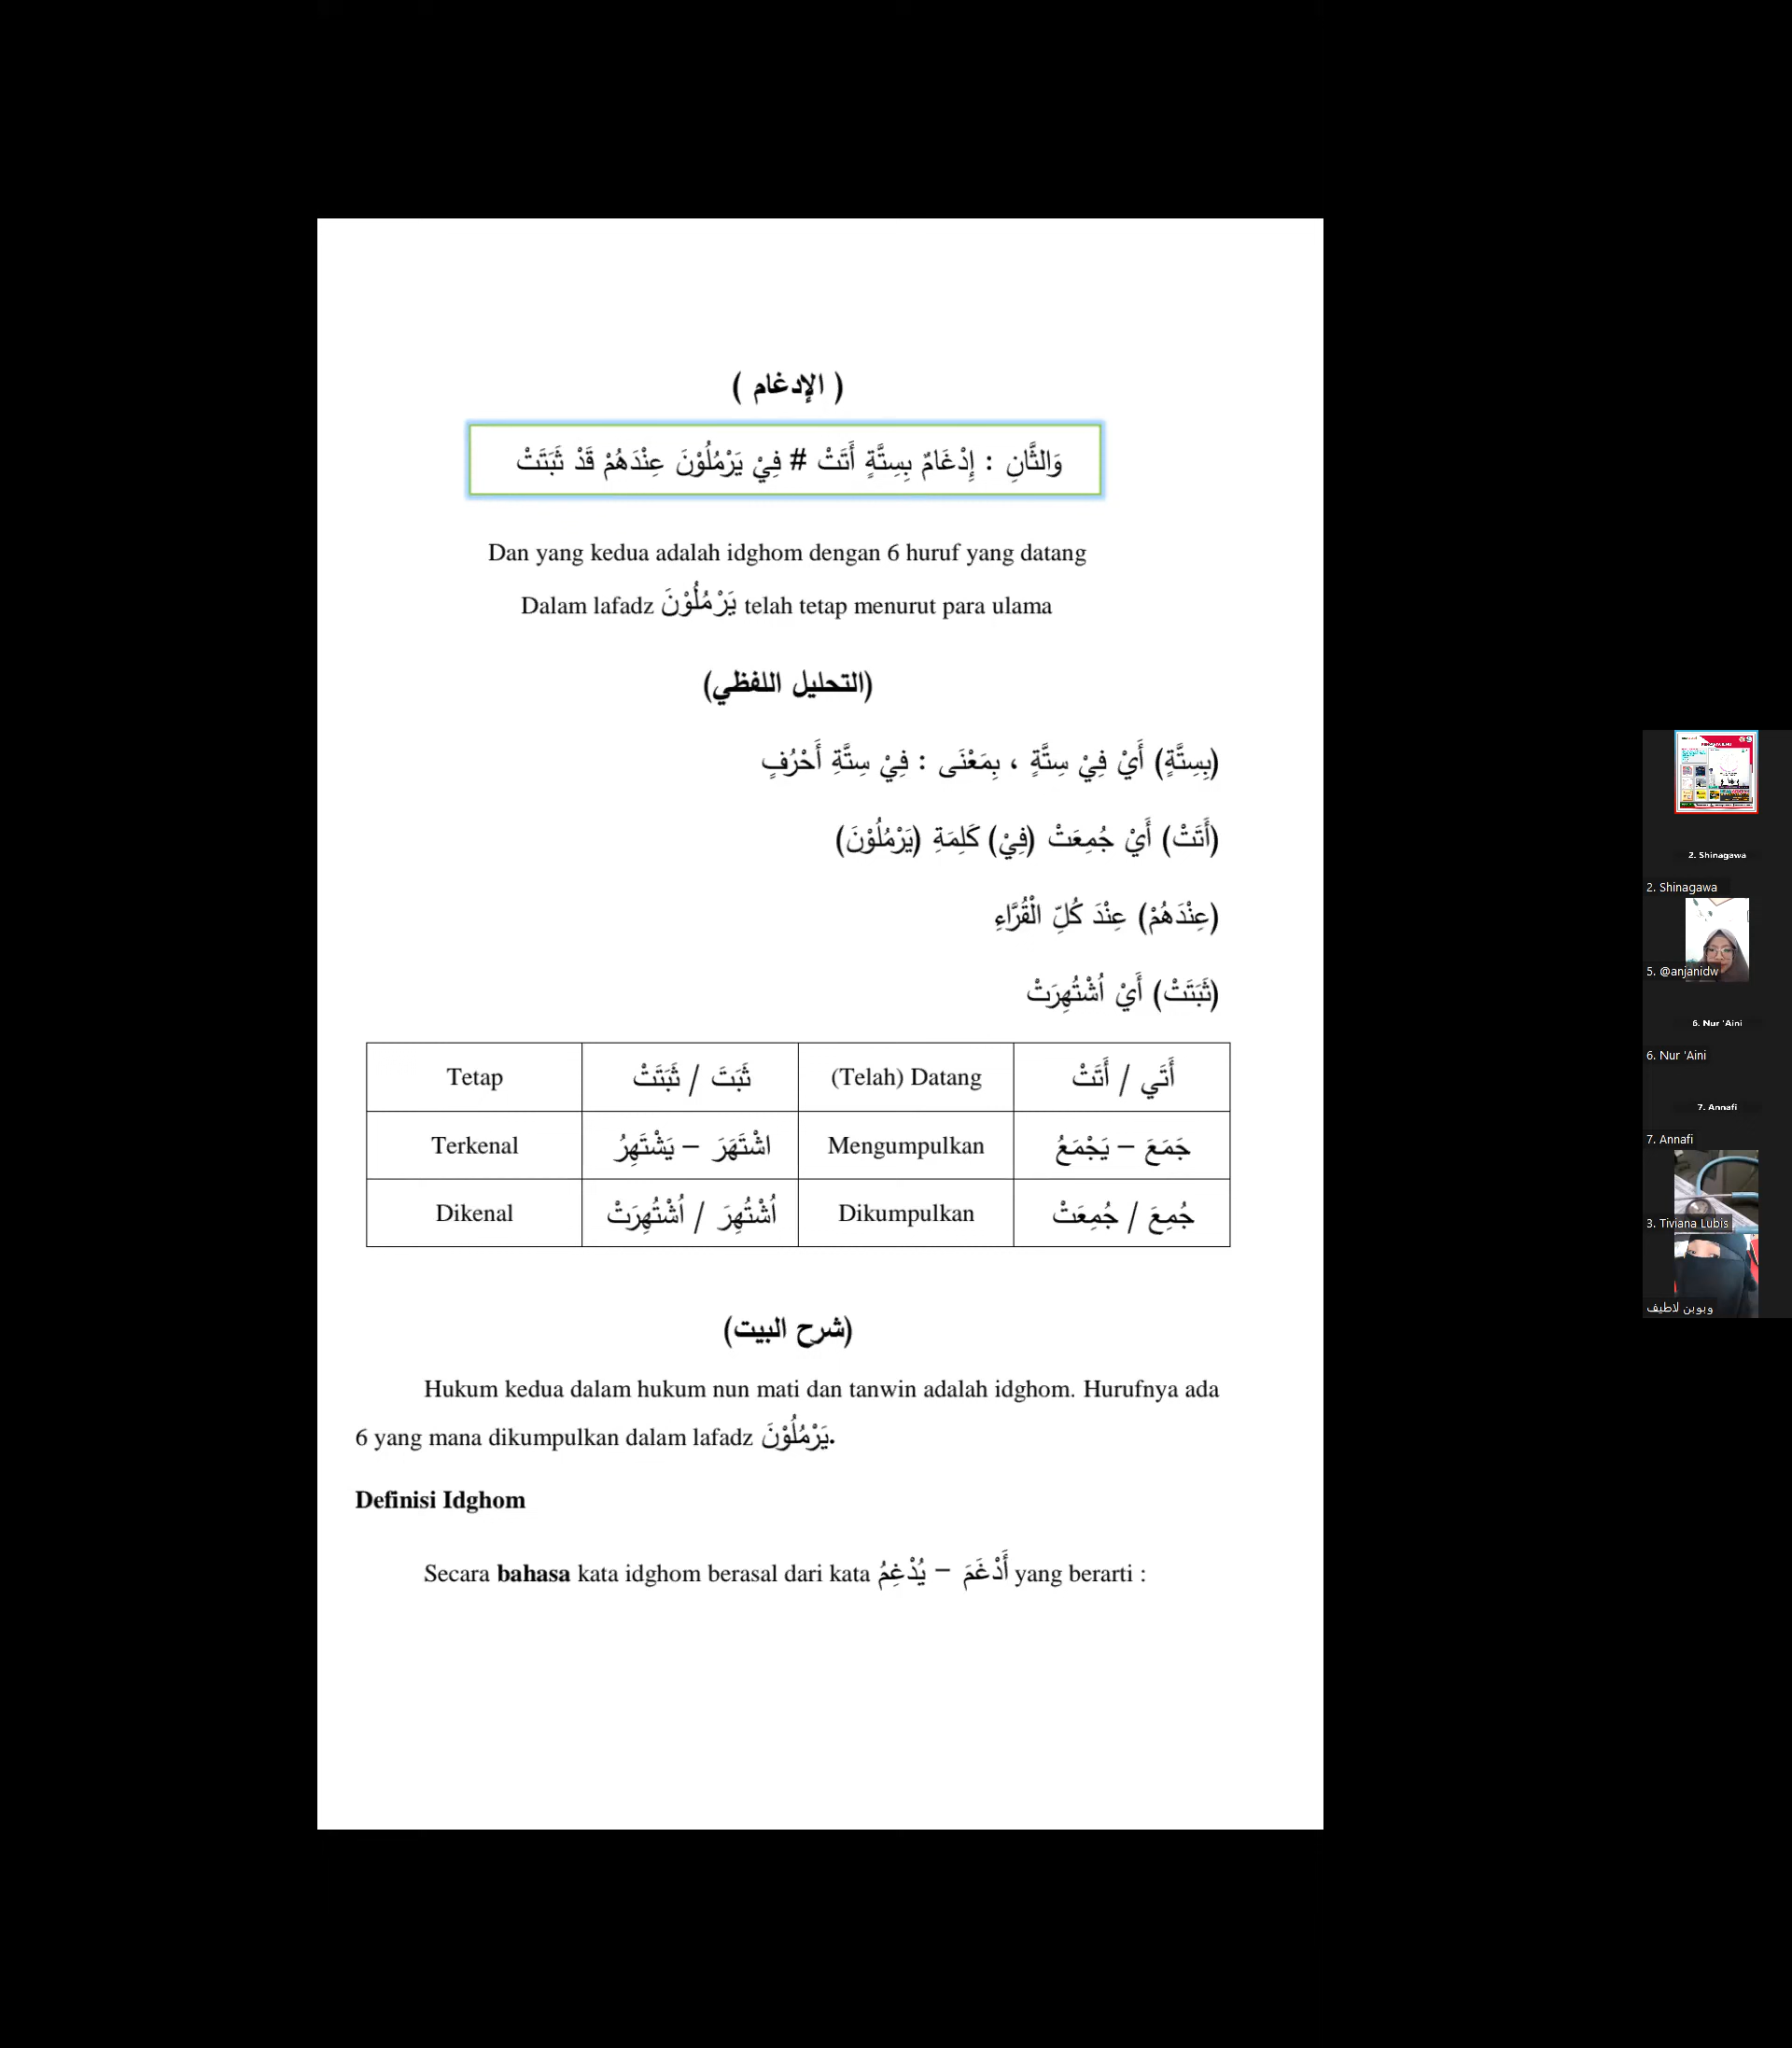 ( الإدغام )
وَالثَّانِ : إِدْغَامٌ بِسِتَّةٍ أَتَتْ # فِيْ يَرْمُلُوْنَ عِنْدَهُمْ قَدْ ثَبَتَتْ
Dan yang kedua adalah idghom dengan 6 huruf yang datang
Dalam lafadz يَرْمُلُوْنَ telah tetap menurut para ulama
(التحليل اللفظي)
(بِسِتَّةٍ) أَيْ فِيْ سِتَّةٍ ، بِمَعْنَى : فِيْ سِتَّةِ أَحْرُفٍ
(أَتَتْ) أَيْ جُمِعَتْ (فِيْ) كَلِمَةِ (يَرْمُلُوْنَ)
(عِنْدَهُمْ) عِنْدَ كُلِّ الْقُرَّاءِ
(ثَبَتَتْ) أَيْ اُشْتُهِرَتْ
Tetap ثَبَتَ / ثَبَتَتْ (Telah) Datang أَتَي / أَتَتْ
Terkenal اشْتَهَرَ – يَشْتَهِرُ Mengumpulkan جَمَعَ – يَجْمَعُ
Dikenal اُشْتُهِرَ / اُشْتُهِرَتْ Dikumpulkan جُمِعَ / جُمِعَتْ
(شرح البيت)
Hukum kedua dalam hukum nun mati dan tanwin adalah idghom. Hurufnya ada
6 yang mana dikumpulkan dalam lafadz يَرْمُلُوْنَ.
Definisi Idghom
Secara bahasa kata idghom berasal dari kata أَدْغَمَ – يُدْغِمُ yang berarti :
2. Shinagawa
2. Shinagawa
5. @anjanidw
6. Nur 'Aini
6. Nur 'Aini
7. Annafi
7. Annafi
3. Tiviana Lubis
وبوبن لاطيف